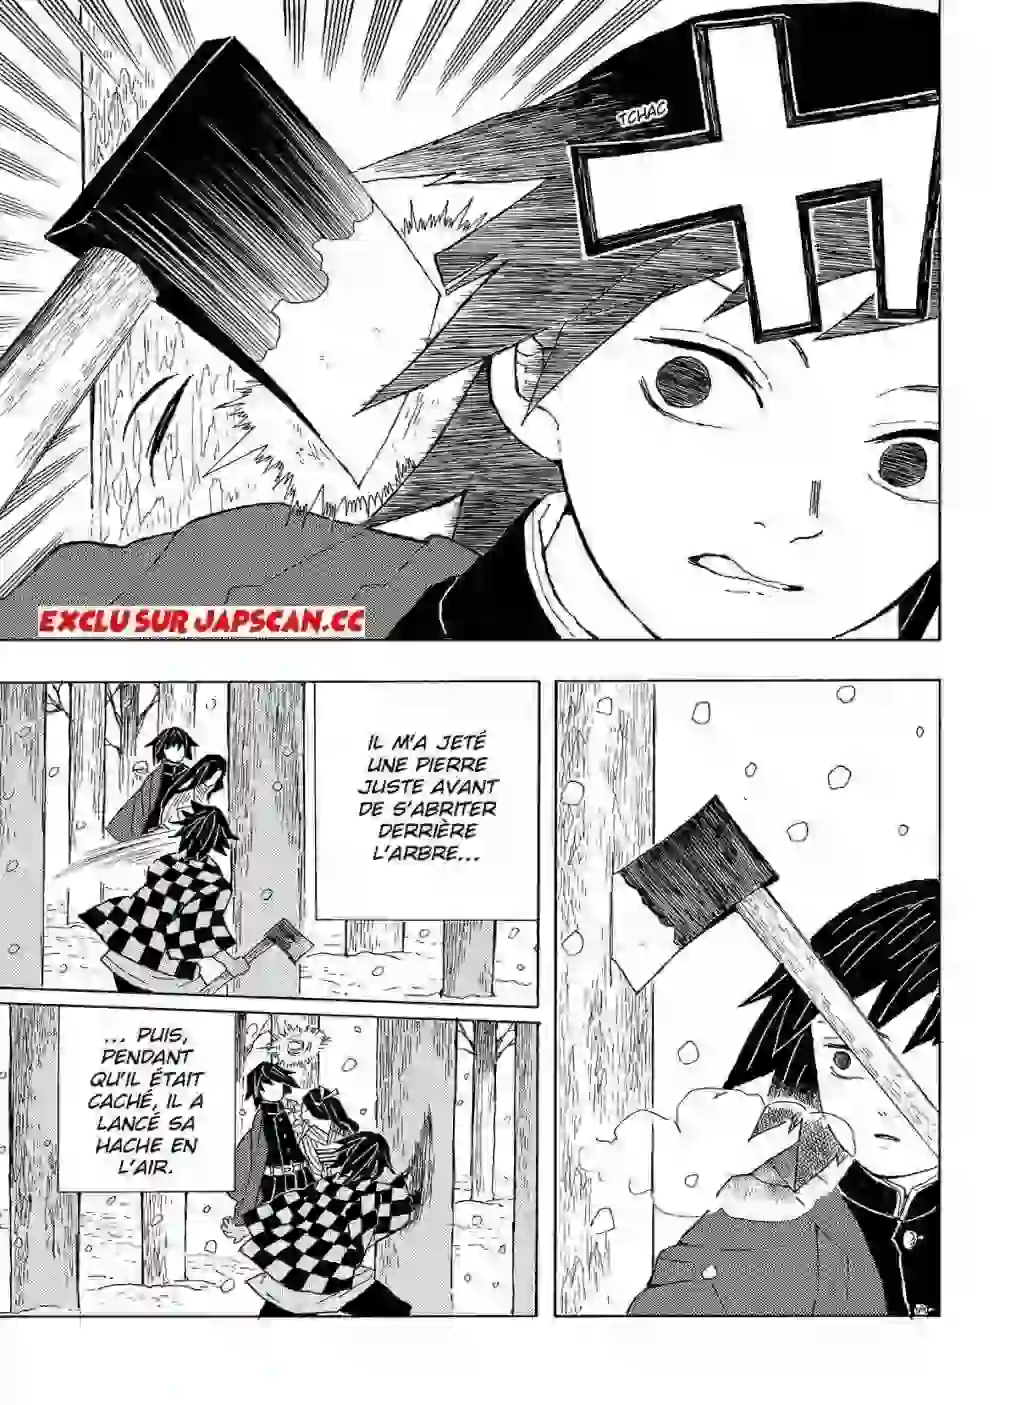 TCHAC
EXCLU SUR JAPSCAN.CC
IL M'A JETÉ
UNE PIERRE
JUSTE AVANT
DE S'ABRITER
DERRIÈRE
L'ARBRE...
... PUIS,
PENDANT
QU'IL ÉTAIT
CACHÉ, IL A
LANCÉ SA
HACHE EN
L'AIR.